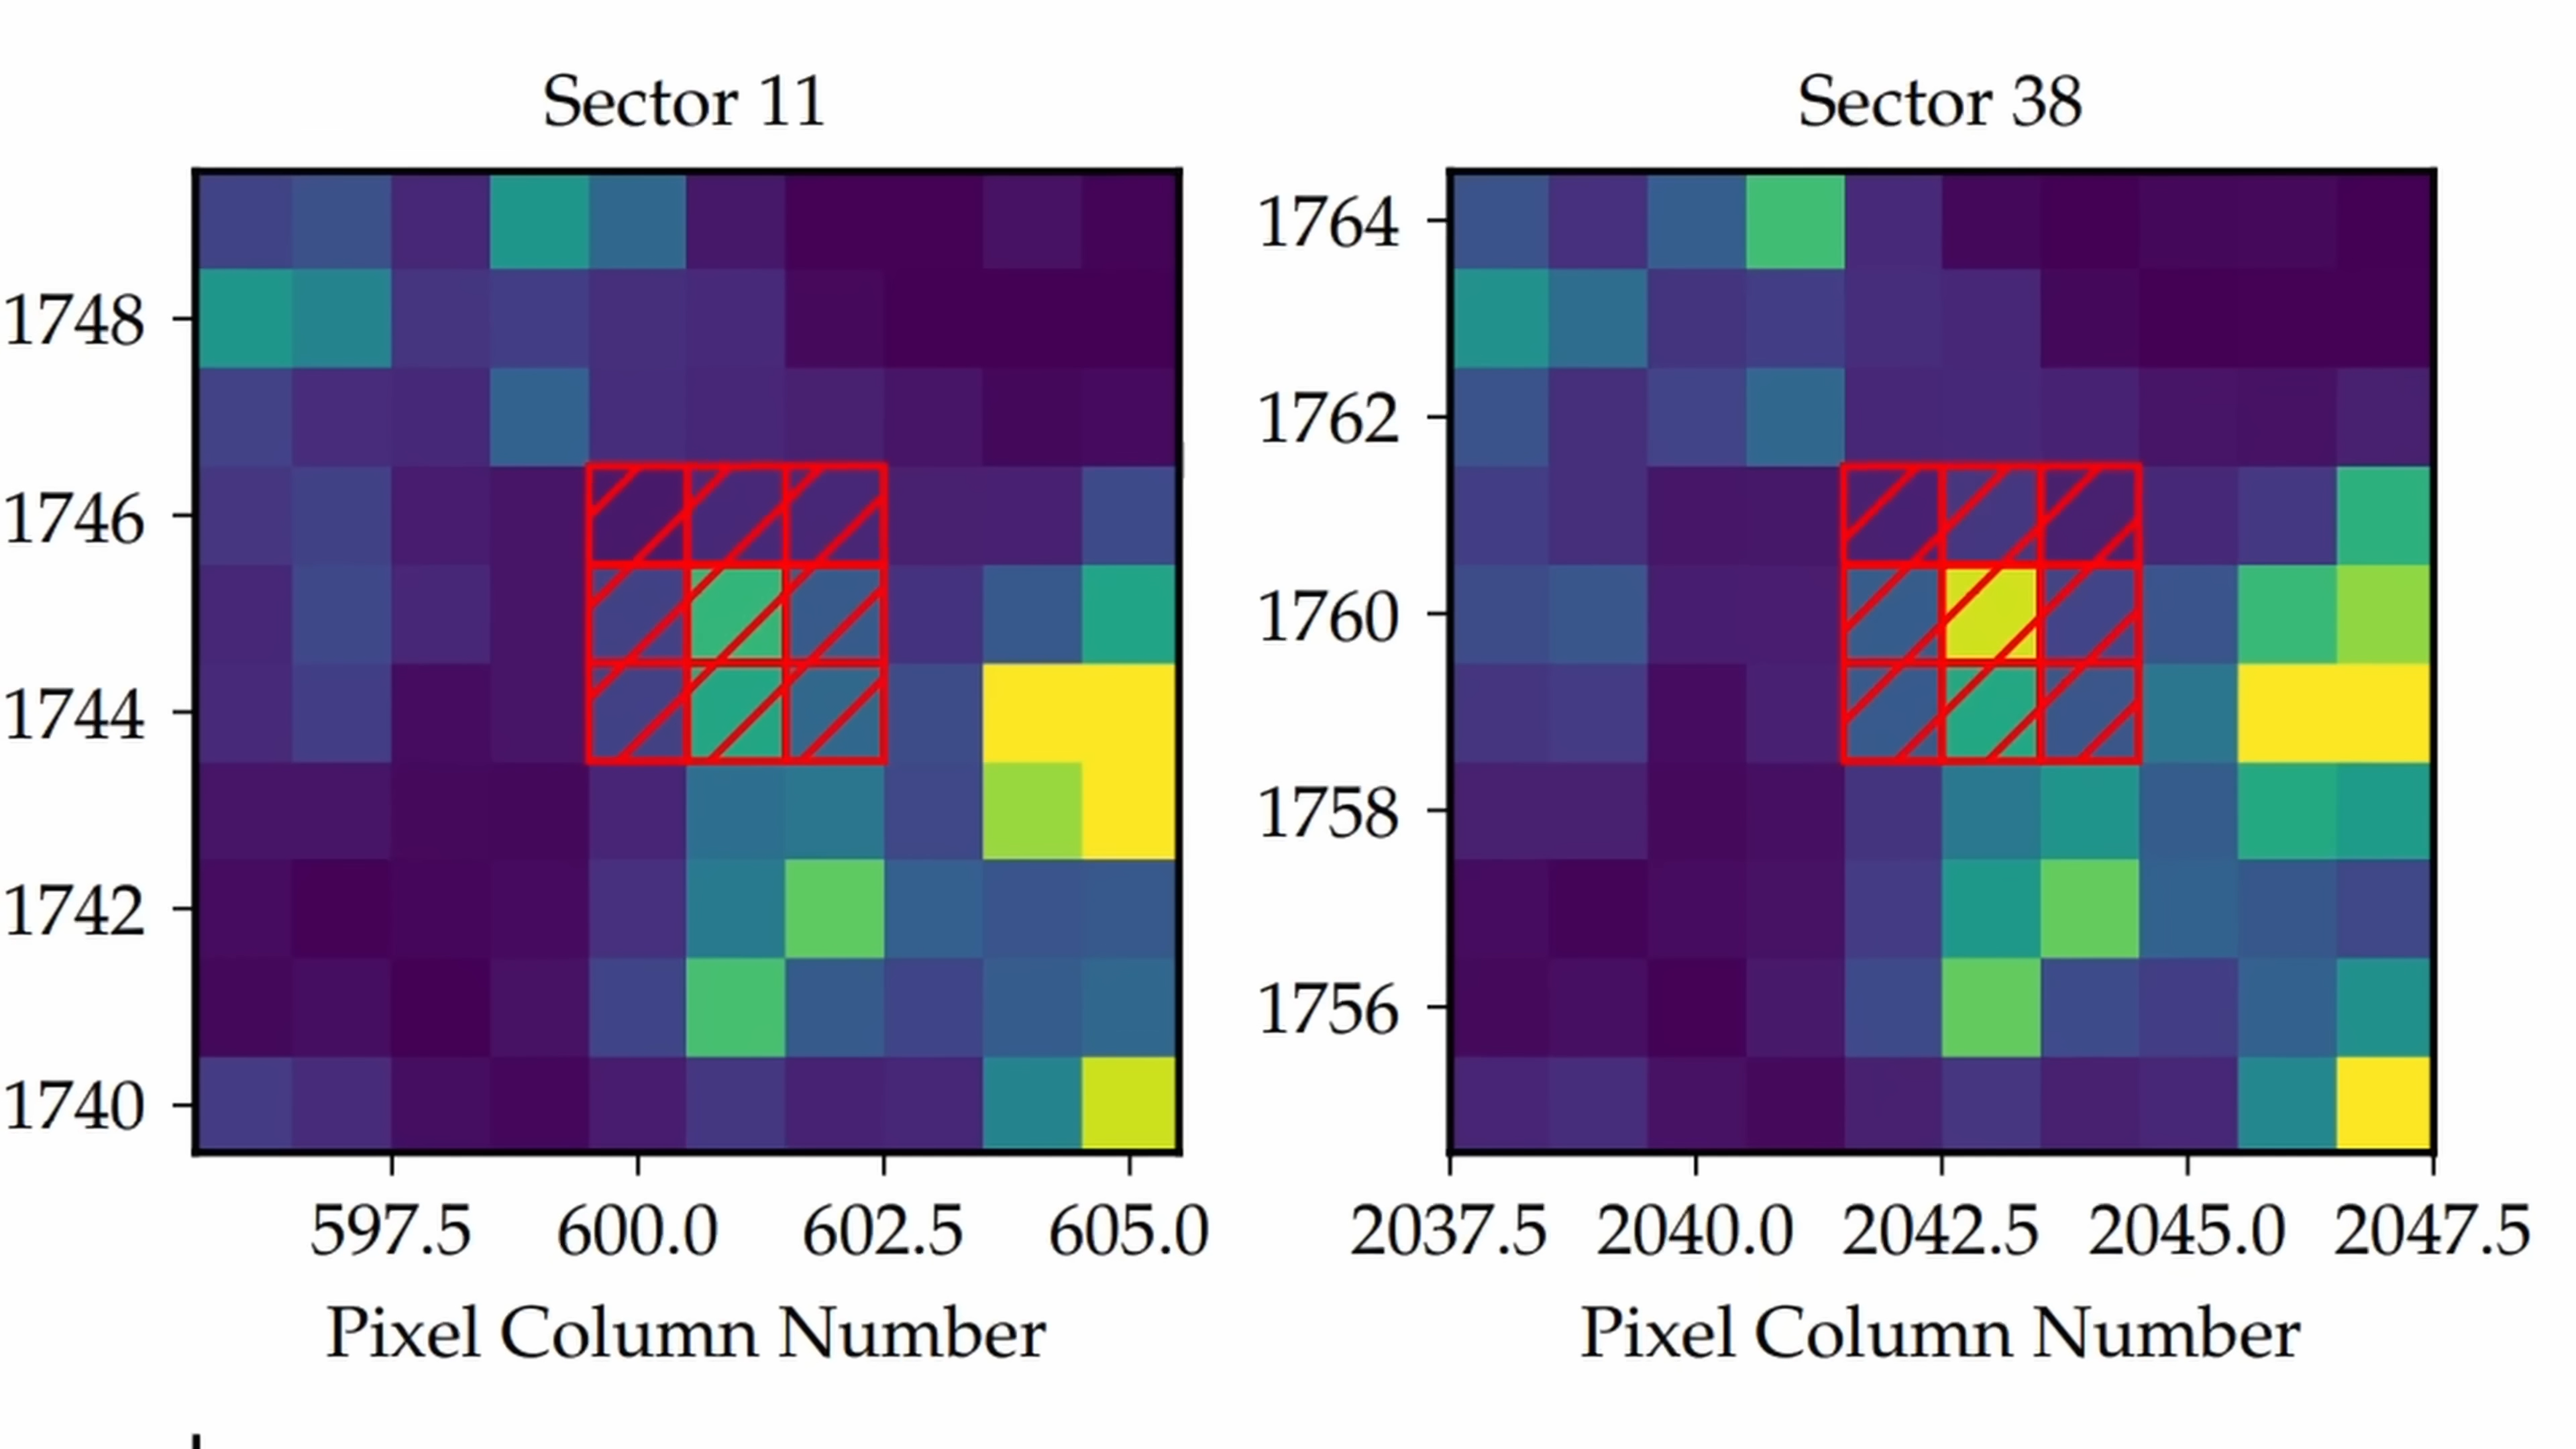 Sector 11
Sector 38
1748
1746
1744
1742
1740
597.5 600.0 602.5 605.0
Pixel Column Number
1764
1762
1760
1758
1756
2037.5 2040.0 2042.5 2045.0 2047.5
Pixel Column Number